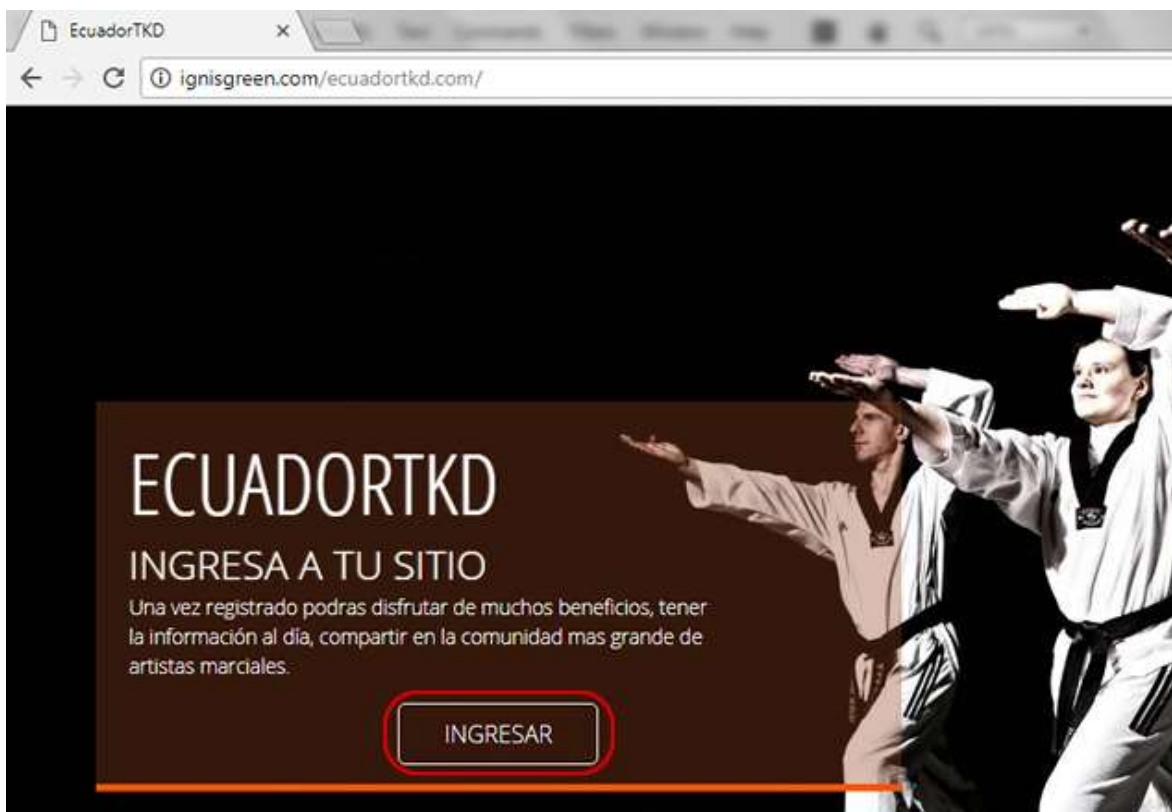 EcuadorTKD
ignisgreen.com/ecuadortkd.com/
ECUADORTKD
INGRESA A TU SITIO
Una vez registrado podras disfrutar de muchos beneficios, tener
la información al día, compartir en la comunidad mas grande de
artistas marciales.
INGRESAR